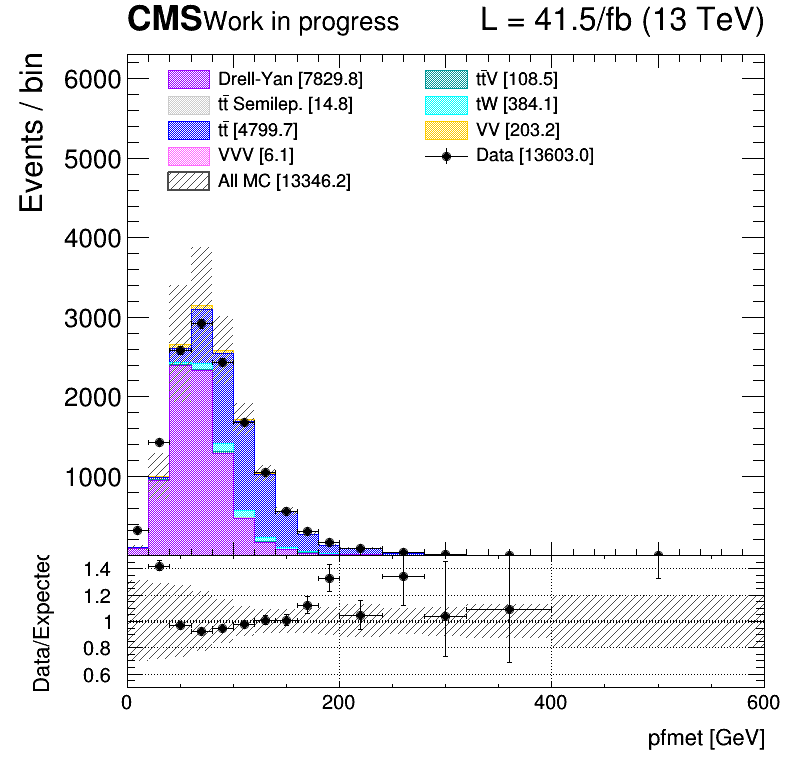 CMS Work in progress L = 41.5/fb (13 TeV)
Events / bin
6000
5000
4000
3000
2000
1000
Drell-Yan [7829.8]
tt̄ Semilep. [14.8]
tt̄ [4799.7]
VVV [6.1]
All MC [13346.2]
tt̄V [108.5]
tW [384.1]
VV [203.2]
Data [13603.0]
Data/Expected
1.4
1.2
1
0.8
0.6
0 200 400 600
pfmet [GeV]